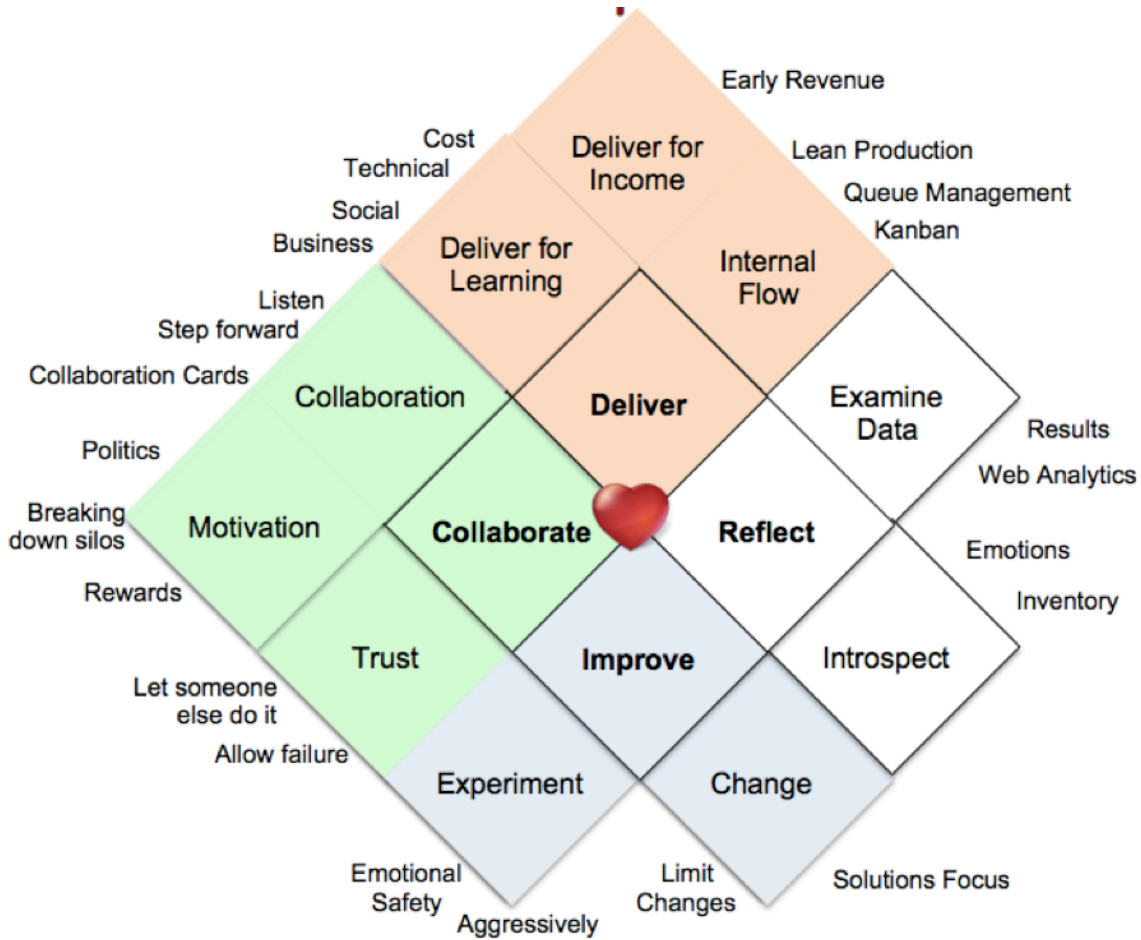 Early Revenue
Cost
Technical
Deliver for
Income
Lean Production
Queue Management
Social
Kanban
Business
Deliver for
Learning
Internal
Flow
Listen
Step forward
Collaboration Cards
Collaboration
Deliver
Examine
Data
Results
Politics
Web Analytics
Breaking
down silos
Motivation
Collaborate
Reflect
Emotions
Rewards
Inventory
Trust
Improve
Introspect
Let someone
else do it
Allow failure
Experiment
Change
Emotional
Safety
Aggressively
Limit
Changes
Solutions Focus